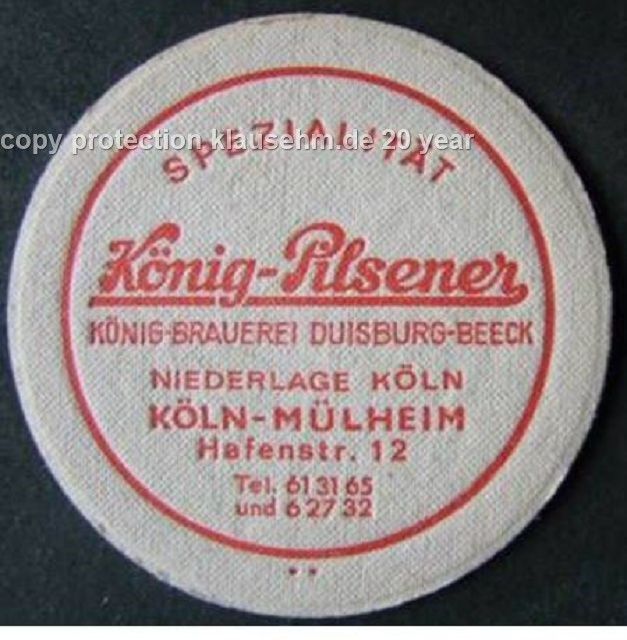 copy protection klausehm.de 20 year
SPEZIALITÄT
König-Pilsener
KÖNIG-BRAUEREI DUISBURG-BEECK
NIEDERLAGE KÖLN
KÖLN-MÜLHEIM
Hafenstr. 12
Tel. 61 31 65
und 6 27 32